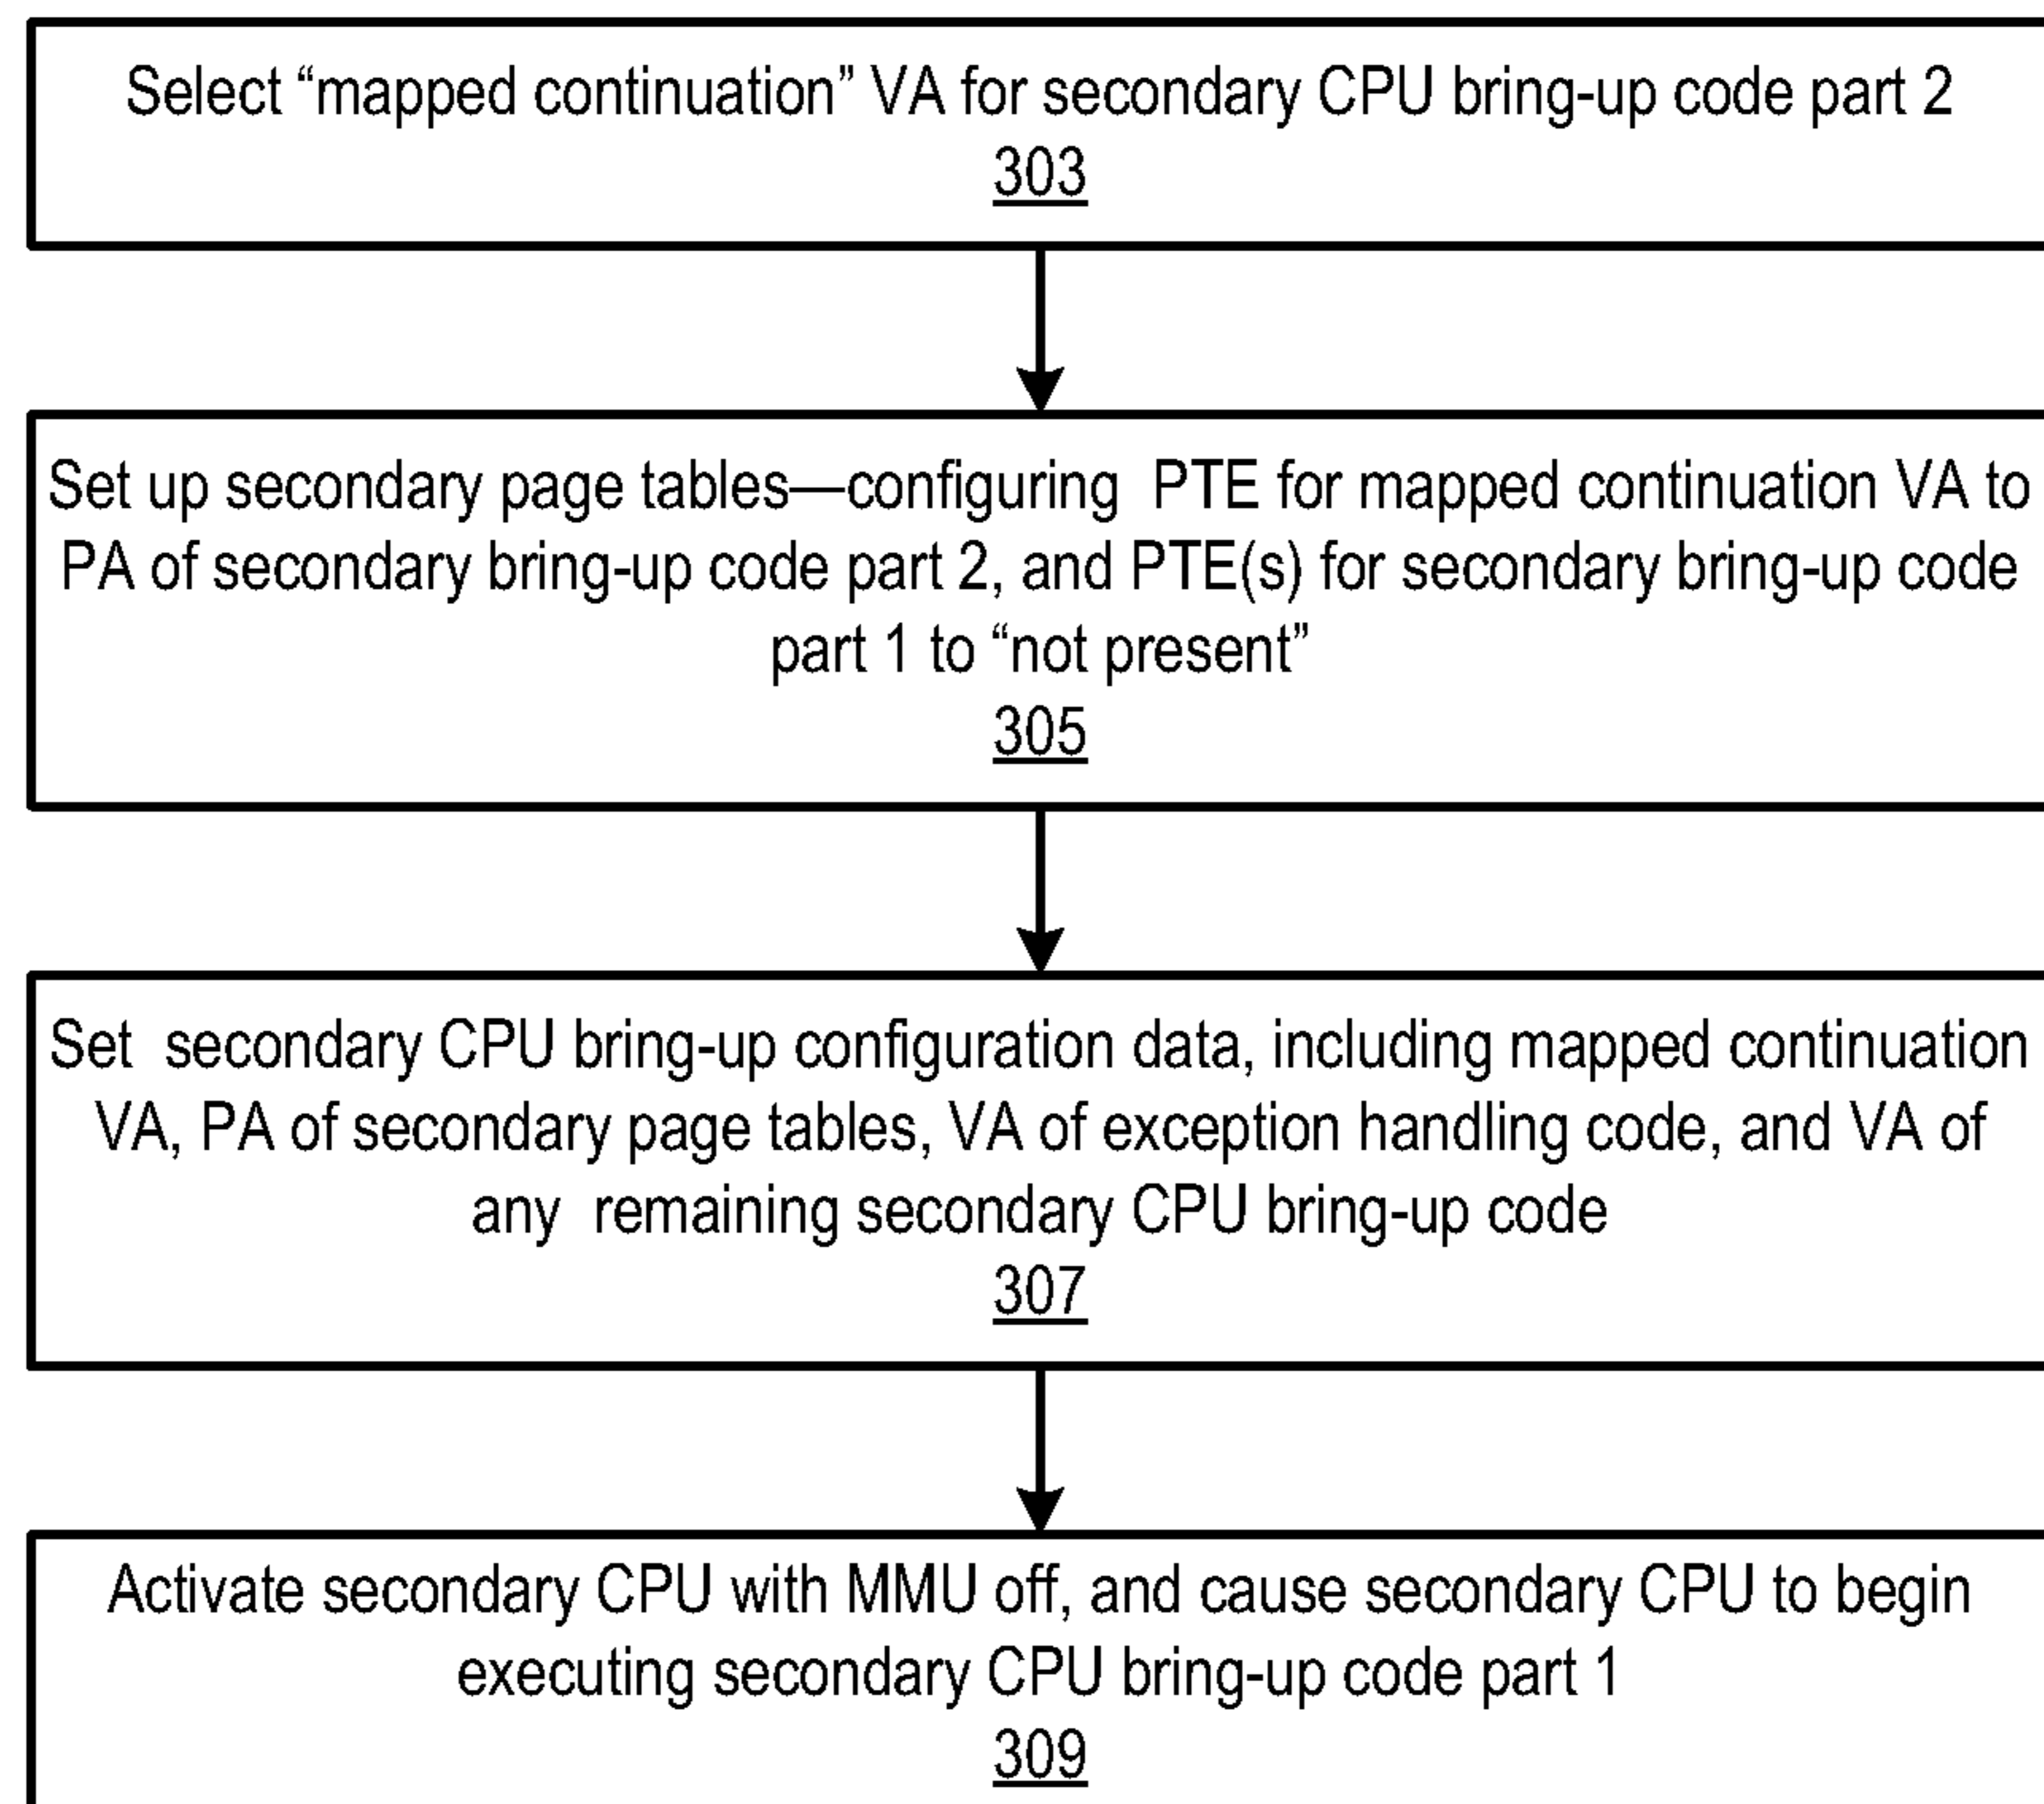 Select “mapped continuation” VA for secondary CPU bring-up code part 2
303
Set up secondary page tables—configuring PTE for mapped continuation VA to
PA of secondary bring-up code part 2, and PTE(s) for secondary bring-up code
part 1 to “not present”
305
Set secondary CPU bring-up configuration data, including mapped continuation
VA, PA of secondary page tables, VA of exception handling code, and VA of
any remaining secondary CPU bring-up code
307
Activate secondary CPU with MMU off, and cause secondary CPU to begin
executing secondary CPU bring-up code part 1
309